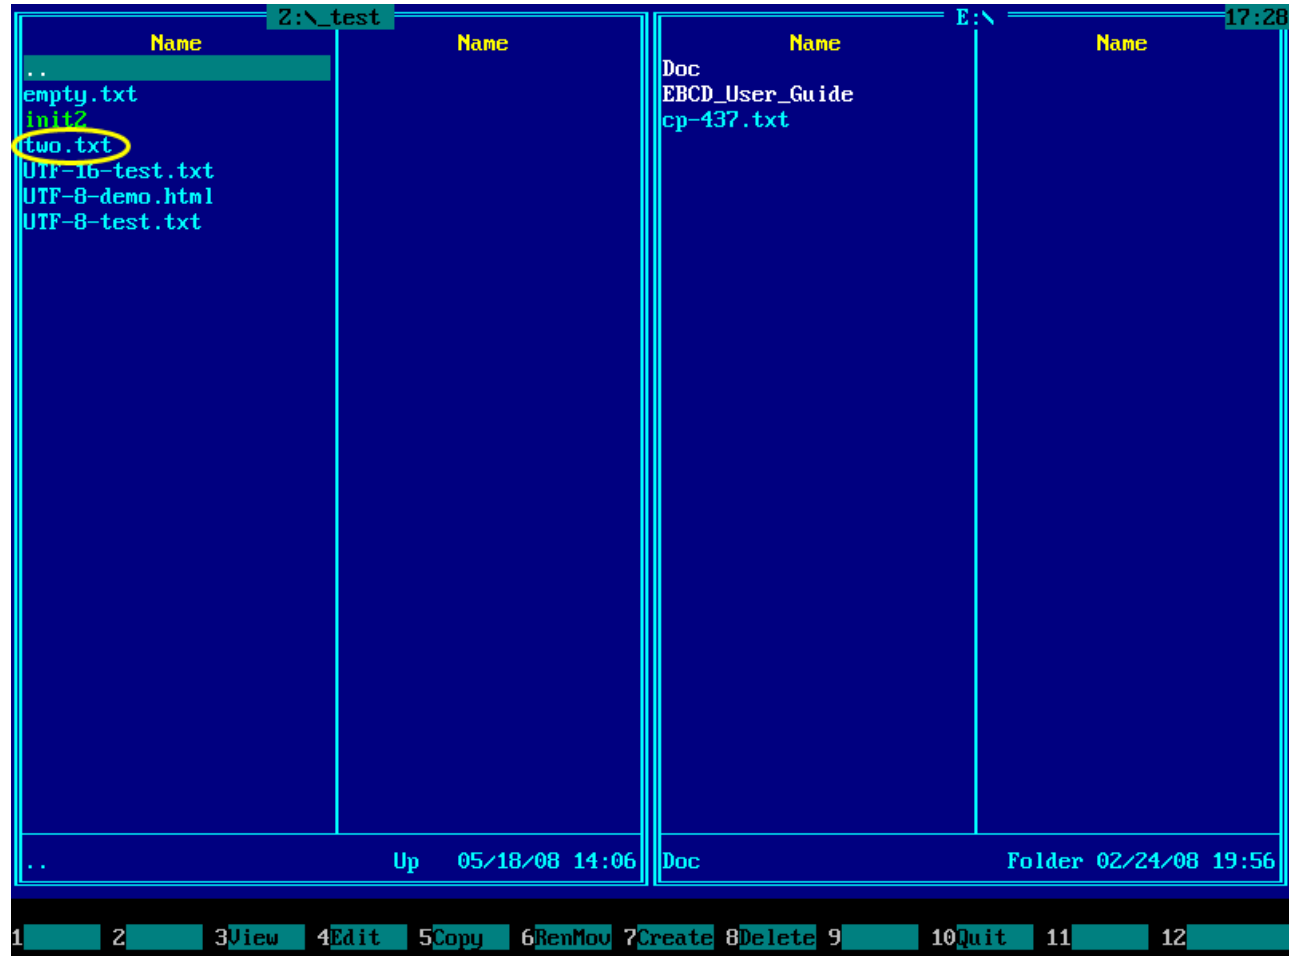 Z:\_test
Name Name
..
empty.txt
init2
two.txt
UTF-16-test.txt
UTF-8-demo.html
UTF-8-test.txt
.. Up 05/18/08 14:06
E:\ 17:28
Name Name
Doc
EBCD_User_Guide
cp-437.txt
Doc Folder 02/24/08 19:56
1 2 3View 4Edit 5Copy 6RenMov 7Create 8Delete 9 10Quit 11 12